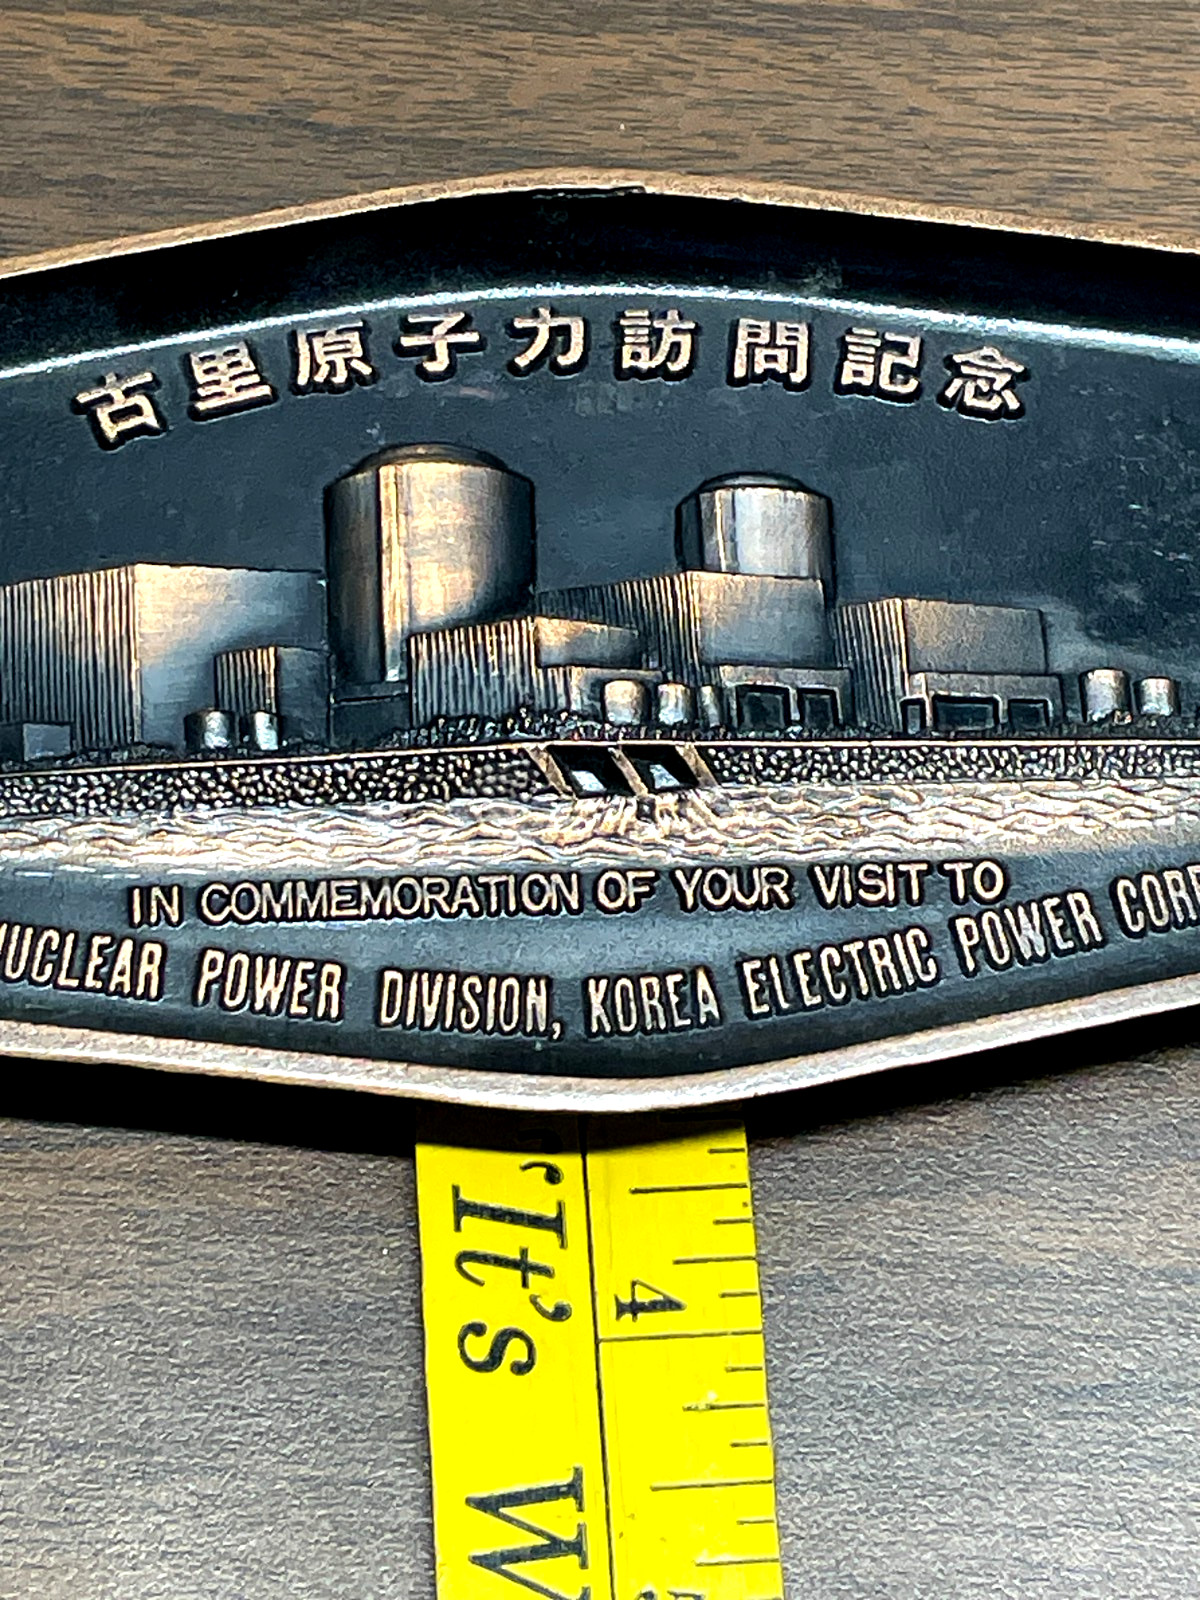 古里原子力訪問記念
IN COMMEMORATION OF YOUR VISIT TO
NUCLEAR POWER DIVISION, KOREA ELECTRIC POWER CORP
"It's
4